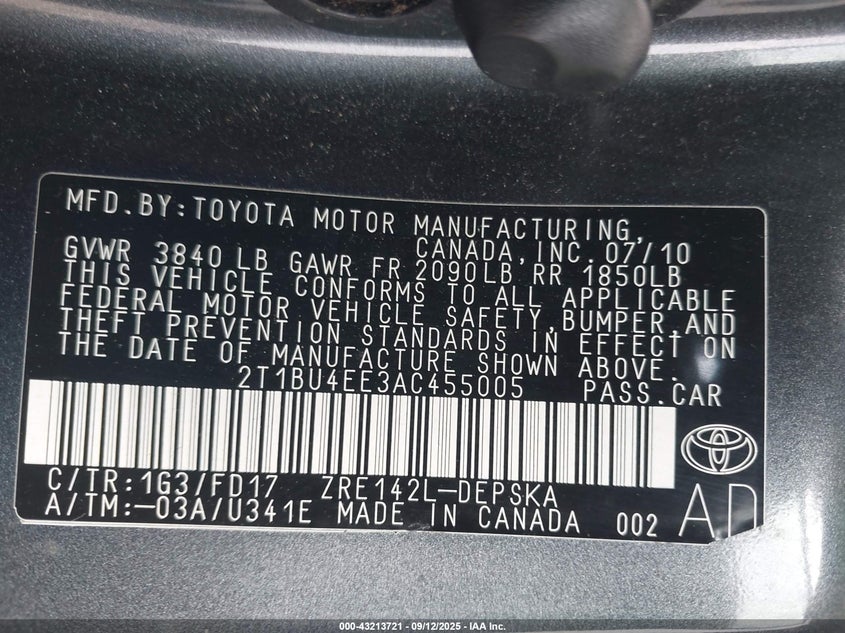 MFD.BY:TOYOTA MOTOR MANUFACTURING,
CANADA,INC. 07/10
GVWR 3840 LB GAWR FR 2090LB RR 1850LB
THIS VEHICLE CONFORMS TO ALL APPLICABLE
FEDERAL MOTOR VEHICLE SAFETY,BUMPER,AND
THEFT PREVENTION STANDARDS IN EFFECT ON
THE DATE OF MANUFACTURE SHOWN ABOVE.
2T1BU4EE3AC455005 PASS.CAR
C/TR:1G3/FD17 ZRE142L-DEPSKA
A/TM:-03A/U341E MADE IN CANADA 002 AD
000-43213721 - 09/12/2025 - IAA Inc.